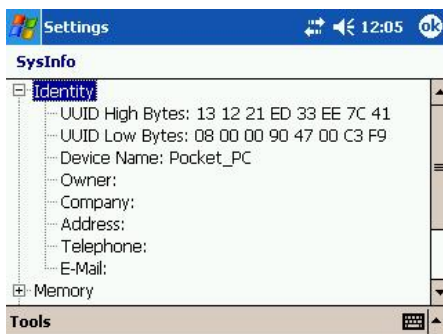 Settings 12:05 ok
SysInfo
Identity
UUID High Bytes: 13 12 21 ED 33 EE 7C 41
UUID Low Bytes: 08 00 00 90 47 00 C3 F9
Device Name: Pocket_PC
Owner:
Company:
Address:
Telephone:
E-Mail:
Memory
Tools